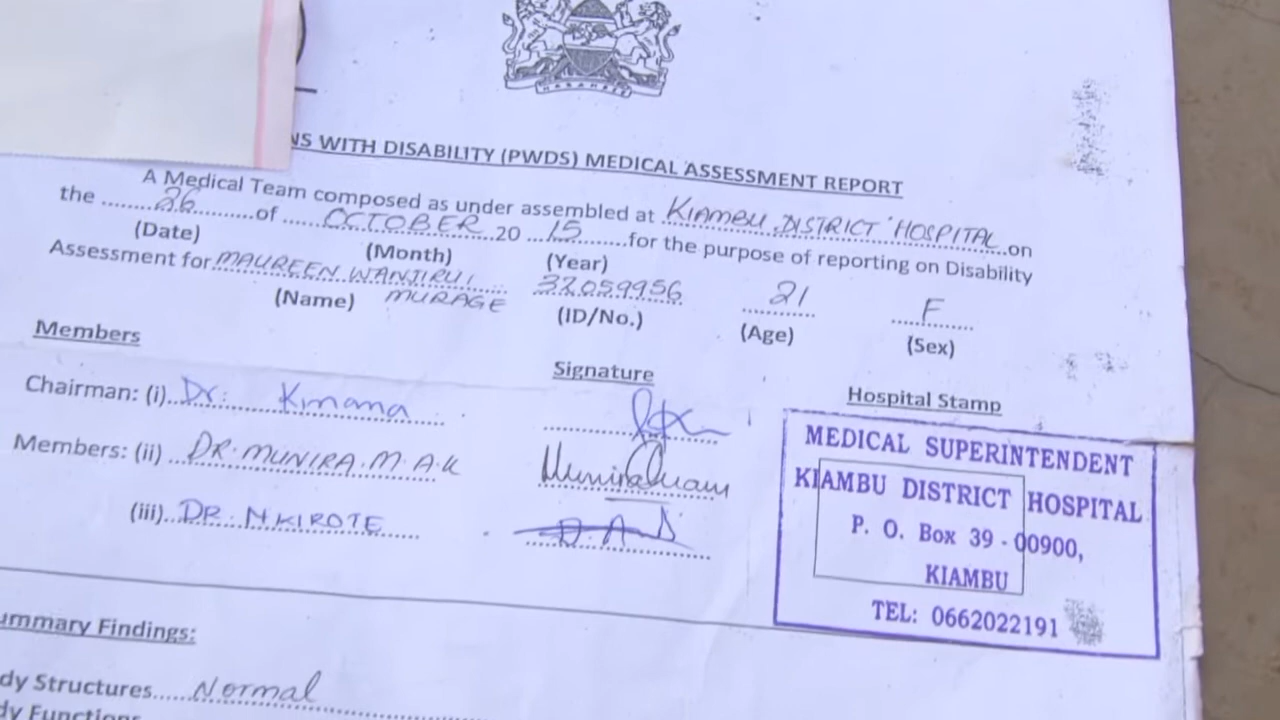 HARAMBEE
NS WITH DISABILITY (PWDS) MEDICAL ASSESSMENT REPORT
A Medical Team composed as under assembled at KIAMBU DISTRICT HOSPITAL on
the 26 of OCTOBER 20 15 for the purpose of reporting on Disability
(Date) (Month) (Year)
Assessment for MAUREEN WANJIRU MURAGE 32059956 21 F
(Name) (ID/No.) (Age) (Sex)
Members Signature Hospital Stamp
Chairman: (i) Dr. Kimama
Members: (ii) DR. MUNIRA. M. A. K
(iii) DR. NKIROTE
MEDICAL SUPERINTENDENT
KIAMBU DISTRICT HOSPITAL
P. O. Box 39 - 00900,
KIAMBU
TEL: 0662022191
ummary Findings:
dy Structures Normal
dy Functions